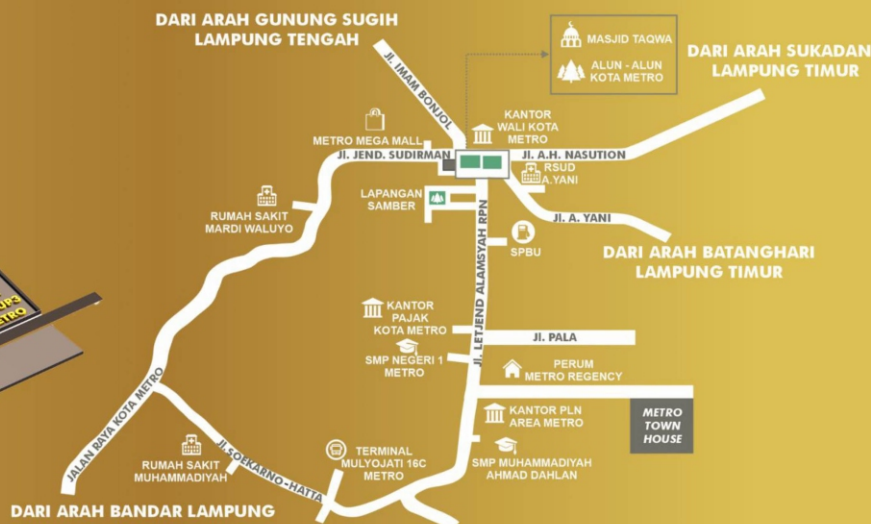 DARI ARAH GUNUNG SUGIH
LAMPUNG TENGAH
MASJID TAQWA
ALUN - ALUN
KOTA METRO
DARI ARAH SUKADAN
LAMPUNG TIMUR
Jl. IMAM BONJOL
KANTOR
WALI KOTA
METRO
METRO MEGA MALL
Jl. JEND. SUDIRMAN
Jl. A.H. NASUTION
RSUD
A.YANI
LAPANGAN
SAMBER
RUMAH SAKIT
MARDI WALUYO
Jl. A. YANI
SPBU
DARI ARAH BATANGHARI
LAMPUNG TIMUR
Jl. LETJEND ALAMSYAH RPN
UP3
ETRO
KANTOR
PAJAK
KOTA METRO
Jl. PALA
SMP NEGERI 1
METRO
PERUM
METRO REGENCY
JALAN RAYA KOTA METRO
KANTOR PLN
AREA METRO
METRO
TOWN
HOUSE
Jl.SOEKARNO-HATTA
RUMAH SAKIT
MUHAMMADIYAH
TERMINAL
MULYOJATI 16C
METRO
SMP MUHAMMADIYAH
AHMAD DAHLAN
DARI ARAH BANDAR LAMPUNG